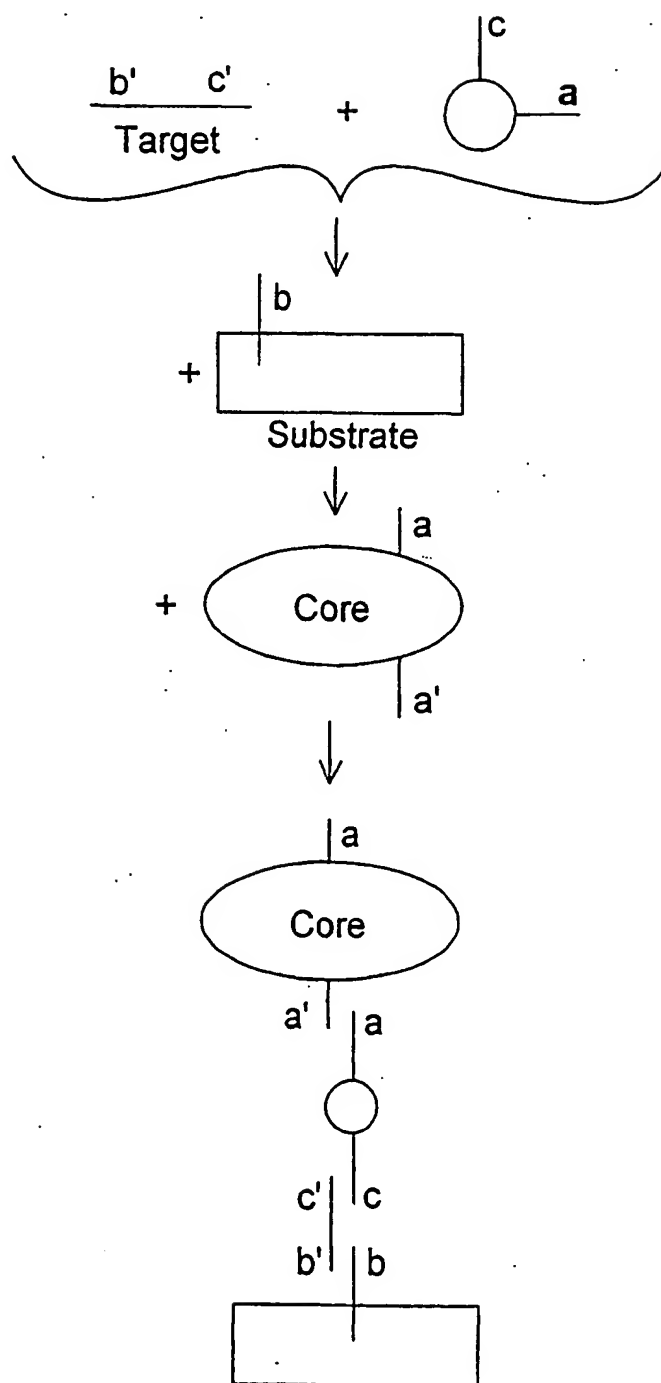 c
b' c' + a
Target
b
+
Substrate
a
+ Core
a'
a
Core
a' a
c' c
b' b